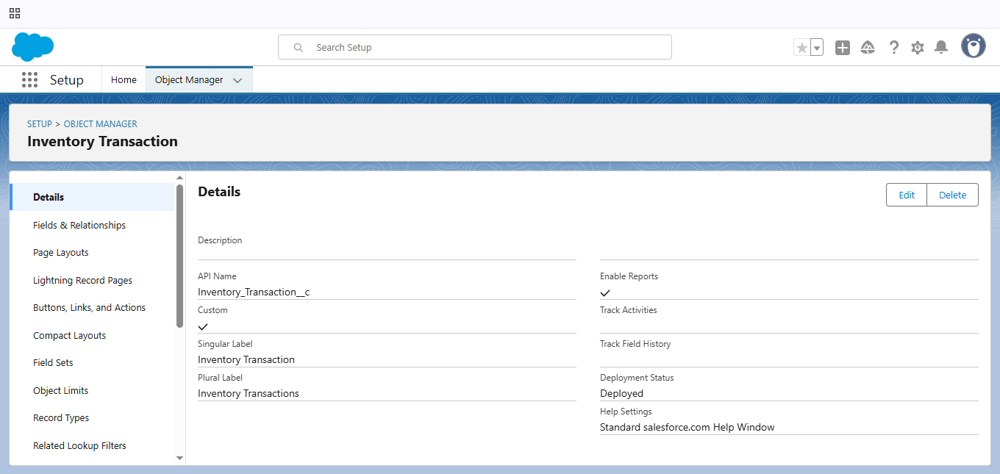 Search Setup
Setup
Home
Object Manager
SETUP > OBJECT MANAGER
Inventory Transaction
Details
Fields & Relationships
Page Layouts
Lightning Record Pages
Buttons, Links, and Actions
Compact Layouts
Field Sets
Object Limits
Record Types
Related Lookup Filters
Details
Edit
Delete
Description
API Name
Inventory_Transaction__c
Custom
Singular Label
Inventory Transaction
Plural Label
Inventory Transactions
Enable Reports
Track Activities
Track Field History
Deployment Status
Deployed
Help Settings
Standard salesforce.com Help Window